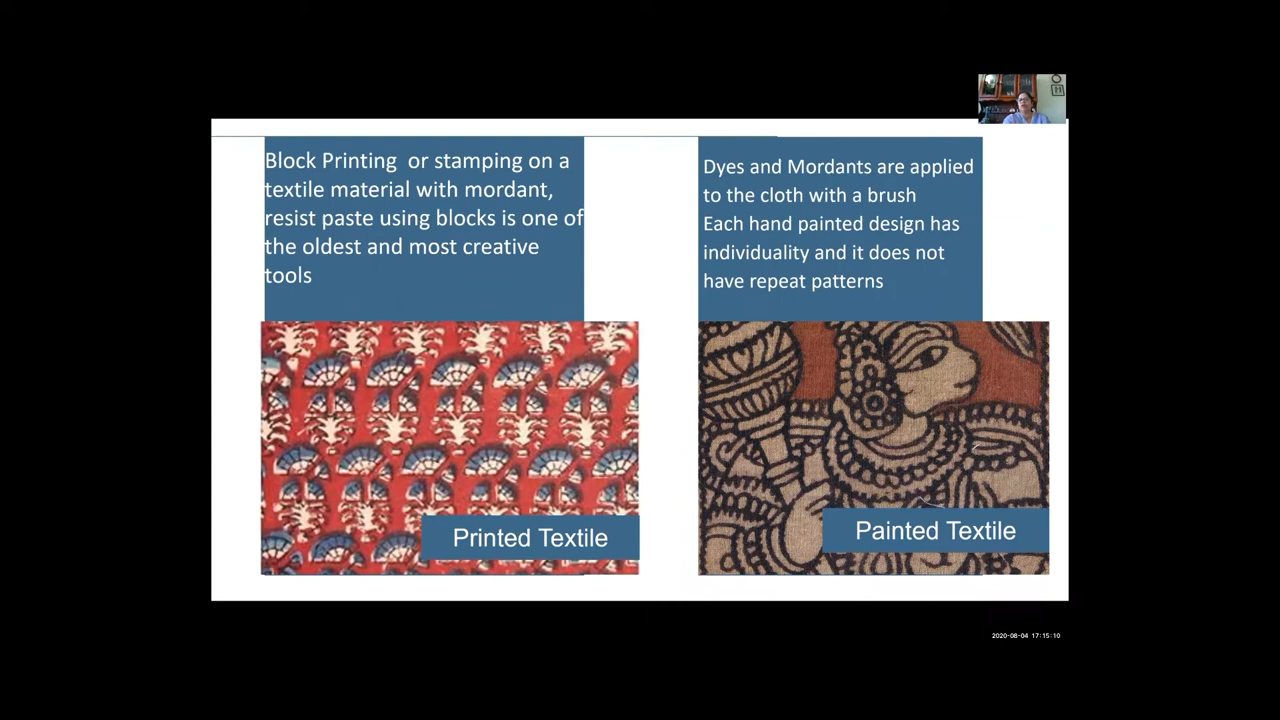 Block Printing  or stamping on a
textile material with mordant,
resist paste using blocks is one of
the oldest and most creative
tools
Printed Textile
Dyes and Mordants are applied
to the cloth with a brush
Each hand painted design has
individuality and it does not
have repeat patterns
Painted Textile
2020-08-04 17:15:10